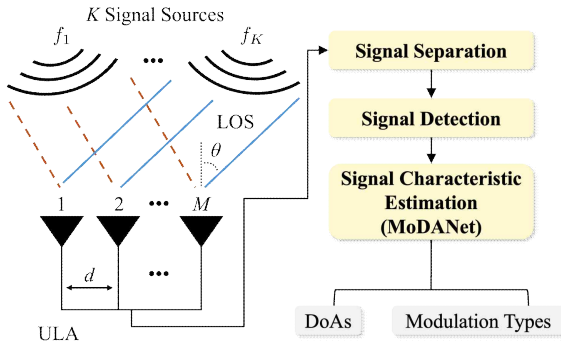 K Signal Sources
f1 ... fK
LOS
θ
1 2 ... M
d
...
ULA
Signal Separation
Signal Detection
Signal Characteristic
Estimation
(MoDANet)
DoAs
Modulation Types